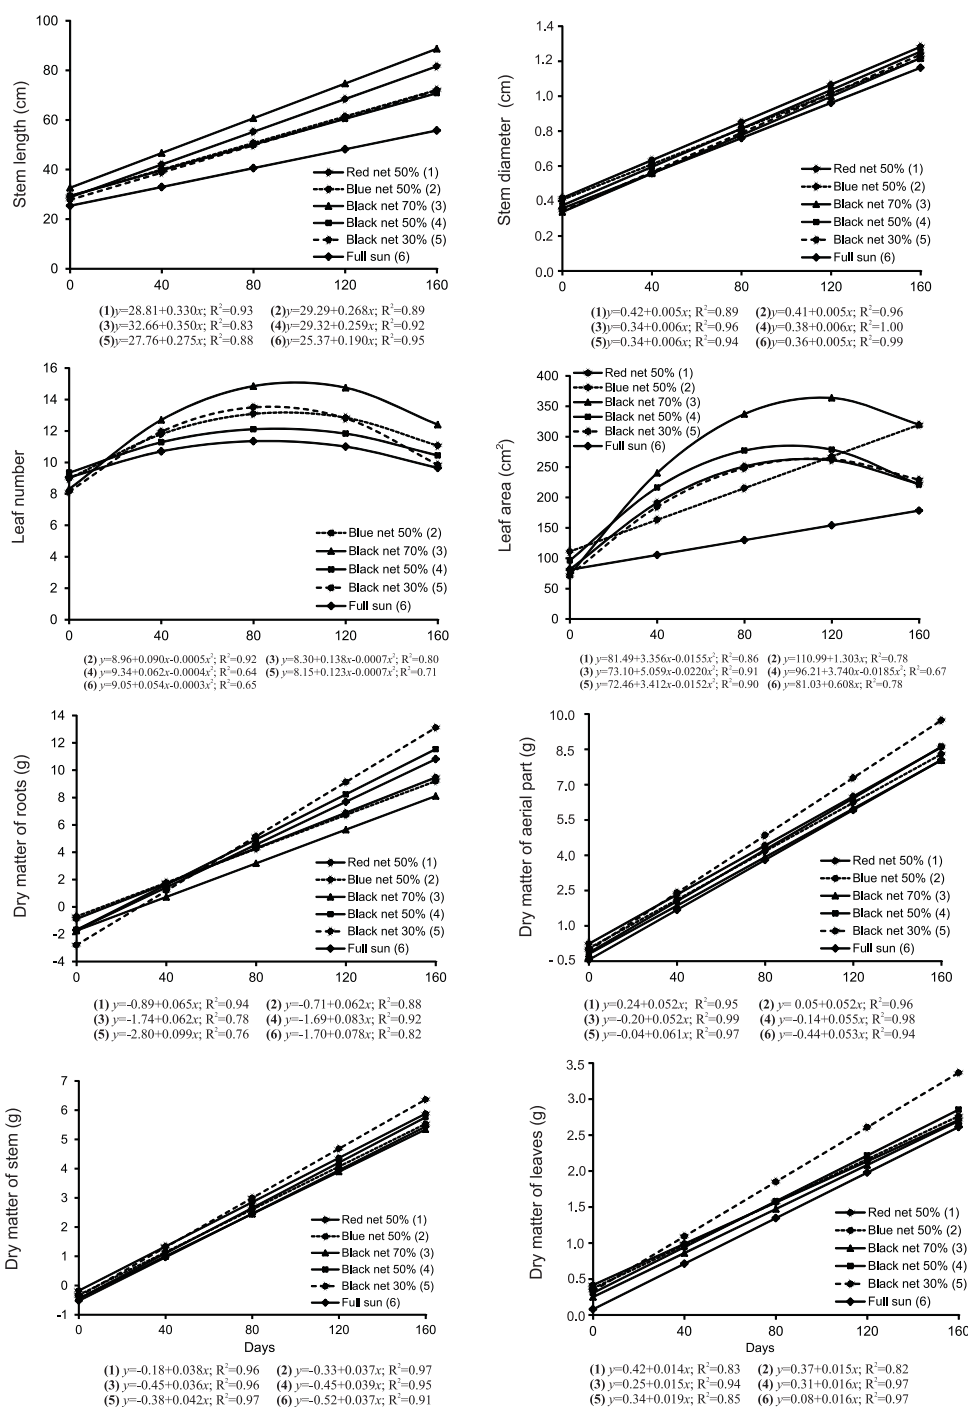 Stem length (cm)
100
80
60
40
20
0
0 40 80 120 160
Red net 50% (1)
Blue net 50% (2)
Black net 70% (3)
Black net 50% (4)
Black net 30% (5)
Full sun (6)
(1)y=28.81+0.330x; R²=0.93 (2)y=29.29+0.268x; R²=0.89
(3)y=32.66+0.350x; R²=0.83 (4)y=29.32+0.259x; R²=0.92
(5)y=27.76+0.275x; R²=0.88 (6)y=25.37+0.190x; R²=0.95
Stem diameter (cm)
1.4
1.2
1.0
0.8
0.6
0.4
0.2
0.0
0 40 80 120 160
Red net 50% (1)
Blue net 50% (2)
Black net 70% (3)
Black net 50% (4)
Black net 30% (5)
Full sun (6)
(1)y=0.42+0.005x; R²=0.89 (2)y=0.41+0.005x; R²=0.96
(3)y=0.34+0.006x; R²=0.96 (4)y=0.38+0.006x; R²=1.00
(5)y=0.34+0.006x; R²=0.94 (6)y=0.36+0.005x; R²=0.99
Leaf number
16
14
12
10
8
6
4
2
0
0 40 80 120 160
Blue net 50% (2)
Black net 70% (3)
Black net 50% (4)
Black net 30% (5)
Full sun (6)
(2) y=8.96+0.090x-0.0005x²; R²=0.92 (3) y=8.30+0.138x-0.0007x²; R²=0.80
(4) y=9.34+0.062x-0.0004x²; R²=0.64 (5) y=8.15+0.123x-0.0007x²; R²=0.71
(6) y=9.05+0.054x-0.0003x²; R²=0.65
Leaf area (cm²)
400
350
300
250
200
150
100
50
0
0 40 80 120 160
Red net 50% (1)
Blue net 50% (2)
Black net 70% (3)
Black net 50% (4)
Black net 30% (5)
Full sun (6)
(1) y=81.49+3.356x-0.0155x²; R²=0.86 (2) y=110.99+1.303x; R²=0.78
(3) y=73.10+5.059x-0.0220x²; R²=0.91 (4) y=96.21+3.740x-0.0185x²; R²=0.67
(5) y=72.46+3.412x-0.0152x²; R²=0.90 (6) y=81.03+0.608x; R²=0.78
Dry matter of roots (g)
14
12
10
8
6
4
2
0
-2
-4
0 40 80 120 160
Red net 50% (1)
Blue net 50% (2)
Black net 70% (3)
Black net 50% (4)
Black net 30% (5)
Full sun (6)
(1) y=-0.89+0.065x; R²=0.94 (2) y=-0.71+0.062x; R²=0.88
(3) y=-1.74+0.062x; R²=0.78 (4) y=-1.69+0.083x; R²=0.92
(5) y=-2.80+0.099x; R²=0.76 (6) y=-1.70+0.078x; R²=0.82
Dry matter of aerial part (g)
10.0
8.5
7.0
5.5
4.0
2.5
1.0
- 0.5
0 40 80 120 160
Red net 50% (1)
Blue net 50% (2)
Black net 70% (3)
Black net 50% (4)
Black net 30% (5)
Full sun (6)
(1) y=0.24+0.052x; R²=0.95 (2) y= 0.05+0.052x; R²=0.96
(3) y=-0.20+0.052x; R²=0.99 (4) y=-0.14+0.055x; R²=0.98
(5) y=-0.04+0.061x; R²=0.97 (6) y=-0.44+0.053x; R²=0.94
Dry matter of stem (g)
7
6
5
4
3
2
1
0
-1
0 40 80 120 160
Red net 50% (1)
Blue net 50% (2)
Black net 70% (3)
Black net 50% (4)
Black net 30% (5)
Full sun (6)
Days
(1) y=-0.18+0.038x; R²=0.96 (2) y=-0.33+0.037x; R²=0.97
(3) y=-0.45+0.036x; R²=0.96 (4) y=-0.45+0.039x; R²=0.95
(5) y=-0.38+0.042x; R²=0.97 (6) y=-0.52+0.037x; R²=0.91
Dry matter of leaves (g)
3.5
3.0
2.5
2.0
1.5
1.0
0.5
0.0
0 40 80 120 160
Red net 50% (1)
Blue net 50% (2)
Black net 70% (3)
Black net 50% (4)
Black net 30% (5)
Full sun (6)
Days
(1) y=0.42+0.014x; R²=0.83 (2) y=0.37+0.015x; R²=0.82
(3) y=0.25+0.015x; R²=0.94 (4) y=0.31+0.016x; R²=0.97
(5) y=0.34+0.019x; R²=0.85 (6) y=0.08+0.016x; R²=0.97